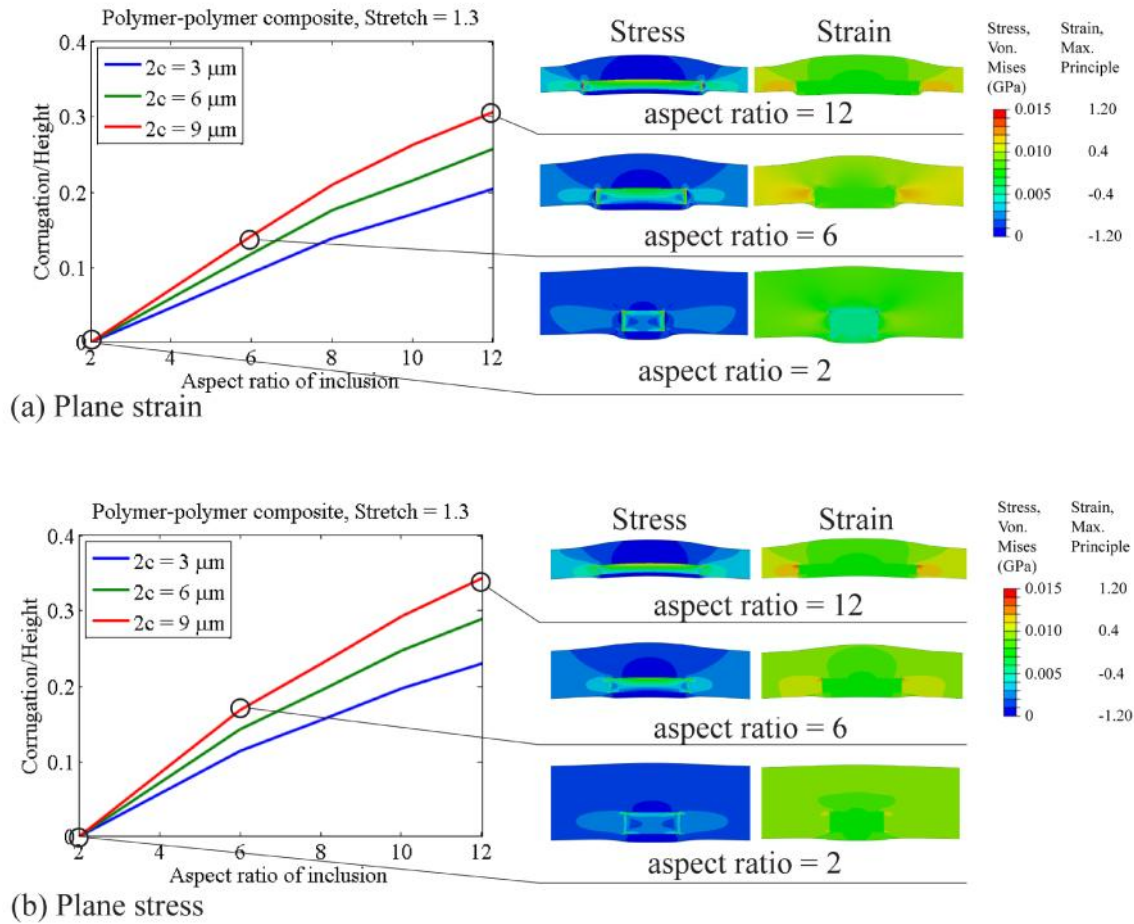 Polymer-polymer composite, Stretch = 1.3
0.4
0.3
0.2
0.1
0
2c = 3 μm
2c = 6 μm
2c = 9 μm
Corrugation/Height
2 4 6 8 10 12
Aspect ratio of inclusion
Stress Strain
aspect ratio = 12
aspect ratio = 6
aspect ratio = 2
Stress, Strain,
Von. Max.
Mises Principle
(GPa)
0.015 1.20
0.010 0.4
0.005 -0.4
0 -1.20
(a) Plane strain
Polymer-polymer composite, Stretch = 1.3
0.4
0.3
0.2
0.1
0
2c = 3 μm
2c = 6 μm
2c = 9 μm
Corrugation/Height
2 4 6 8 10 12
Aspect ratio of inclusion
Stress Strain
aspect ratio = 12
aspect ratio = 6
aspect ratio = 2
Stress, Strain,
Von. Max.
Mises Principle
(GPa)
0.015 1.20
0.010 0.4
0.005 -0.4
0 -1.20
(b) Plane stress